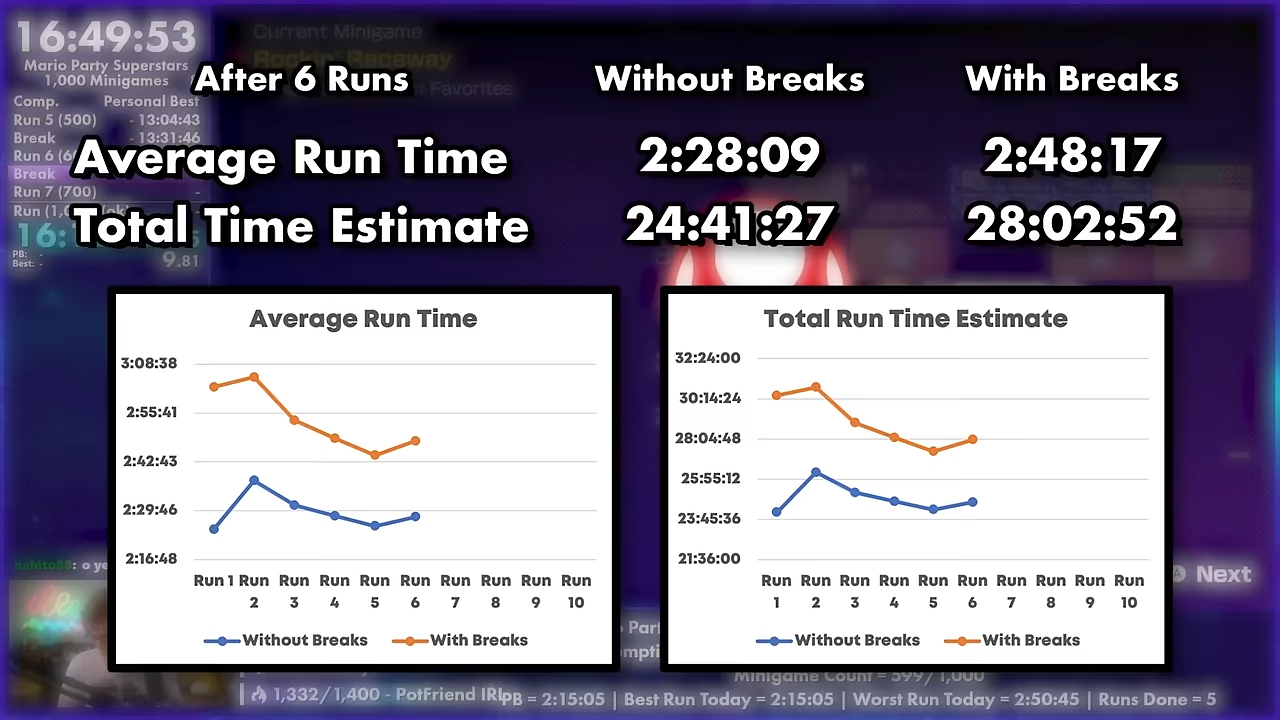 16:49:53
Mario Party Superstars
1,000 Minigames
Comp. Personal Best
Run 5 (500) - 13:04:43
Break - 13:31:46
Run 6
Break
Run 7 (700) -
PB: -
Best: -
9.81
Current Minigame
Rockin' Raceway
Favorites
After 6 Runs Without Breaks With Breaks
Average Run Time 2:28:09 2:48:17
Total Time Estimate 24:41:27 28:02:52
Average Run Time
3:08:38
2:55:41
2:42:43
2:29:46
2:16:48
Run 1 Run 2 Run 3 Run 4 Run 5 Run 6 Run 7 Run 8 Run 9 Run 10
Without Breaks With Breaks
Total Run Time Estimate
32:24:00
30:14:24
28:04:48
25:55:12
23:45:36
21:36:00
Run 1 Run 2 Run 3 Run 4 Run 5 Run 6 Run 7 Run 8 Run 9 Run 10
Without Breaks With Breaks
nahito83: o ye
A Next
Minigame Count = 599/1,000
1,332/1,400 - PotFriend IRL
PB = 2:15:05 | Best Run Today = 2:15:05 | Worst Run Today = 2:50:45 | Runs Done = 5